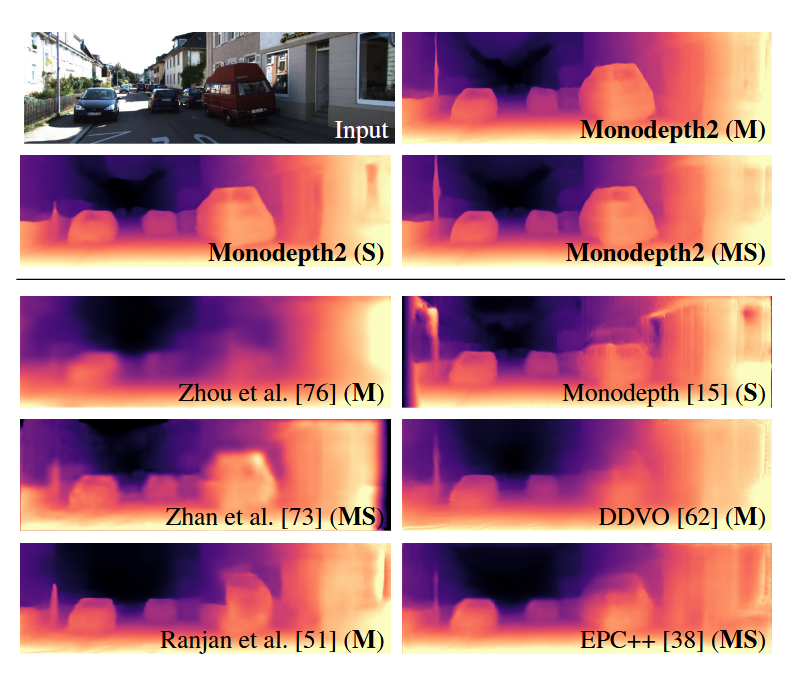 Input
Monodepth2 (M)
Monodepth2 (S)
Monodepth2 (MS)
Zhou et al. [76] (M)
Monodepth [15] (S)
Zhan et al. [73] (MS)
DDVO [62] (M)
Ranjan et al. [51] (M)
EPC++ [38] (MS)